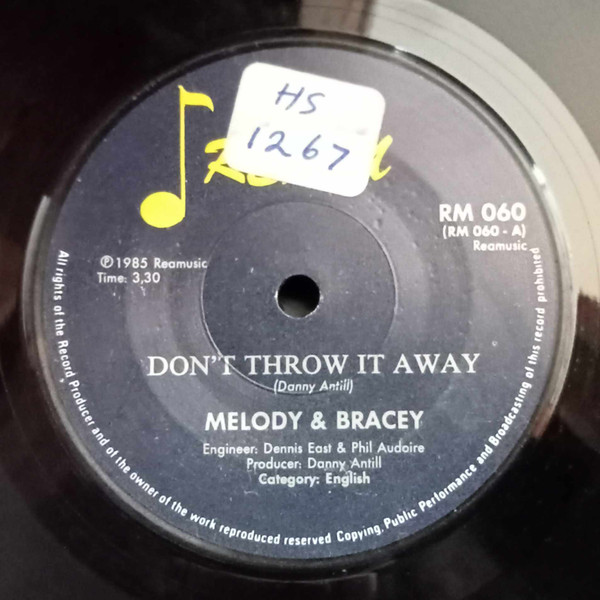 HS
1267
RM 060
(RM 060 - A)
Reamusic
℗1985 Reamusic
Time: 3,30
DON'T THROW IT AWAY
(Danny Antill)
MELODY & BRACEY
Engineer: Dennis East & Phil Audoire
Producer: Danny Antill
Category: English
All rights of the Record Producer and of the owner of the work reproduced reserved Copying, Public Performance and Broadcasting of this record prohibited